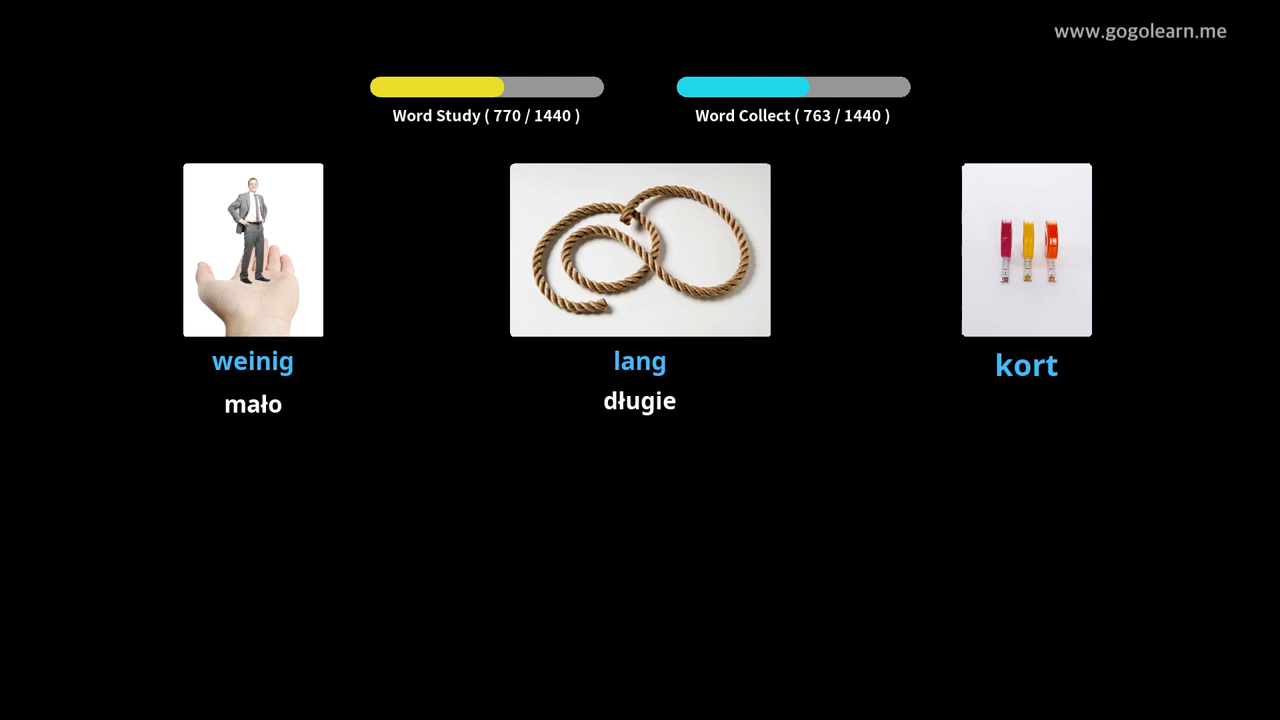 www.gogolearn.me
Word Study ( 770 / 1440 )
Word Collect ( 763 / 1440 )
weinig
mało
lang
długie
kort